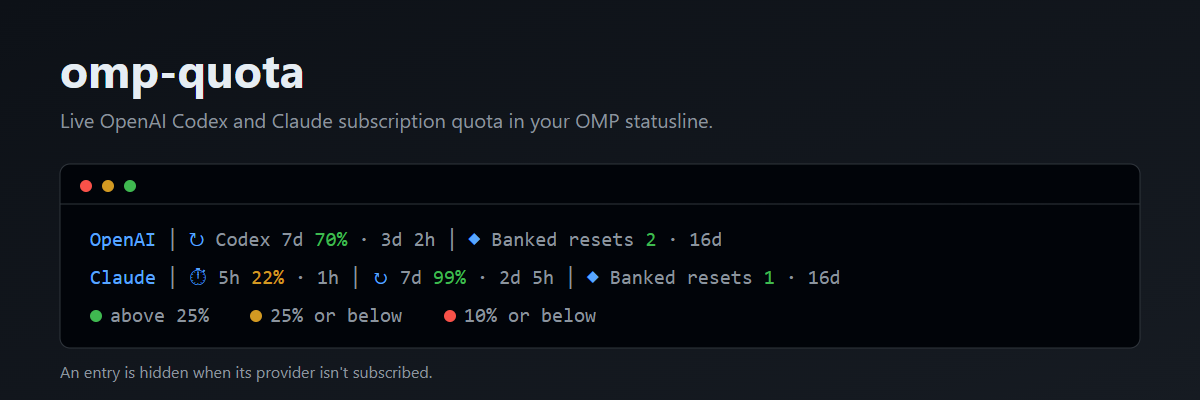 omp-quota
Live OpenAI Codex and Claude subscription quota in your OMP statusline.
OpenAI │ ↻ Codex 7d 70% · 3d 2h │ ◆ Banked resets 2 · 16d
Claude │ ⏱ 5h 22% · 1h │ ↻ 7d 99% · 2d 5h │ ◆ Banked resets 1 · 16d
● above 25% ● 25% or below ● 10% or below
An entry is hidden when its provider isn't subscribed.